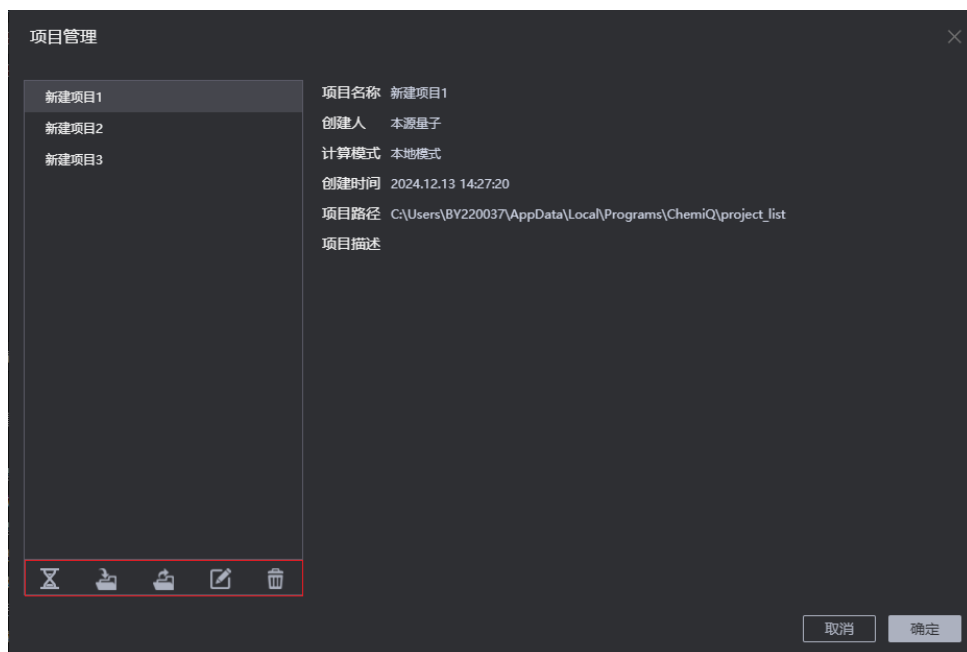 项目管理
新建项目1
新建项目2
新建项目3
项目名称 新建项目1
创建人 本源量子
计算模式 本地模式
创建时间 2024.12.13 14:27:20
项目路径 C:\Users\BY220037\AppData\Local\Programs\ChemiQ\project_list
项目描述
取消
确定